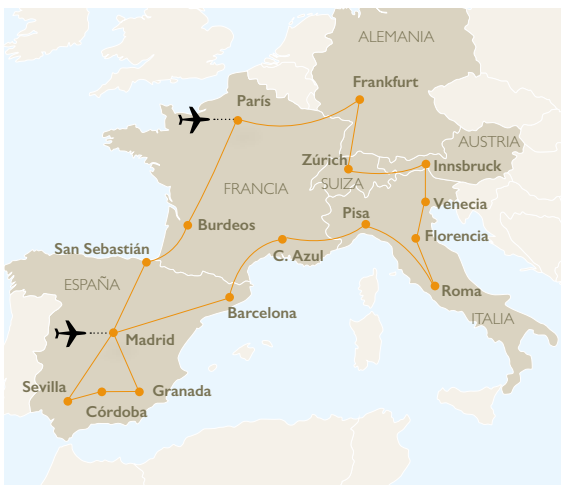 ALEMANIA
Frankfurt
París
AUSTRIA
Zúrich
Innsbruck
SUIZA
FRANCIA
Venecia
Pisa
Burdeos
Florencia
San Sebastián
C. Azul
ESPAÑA
Roma
Barcelona
ITALIA
Madrid
Sevilla
Granada
Córdoba